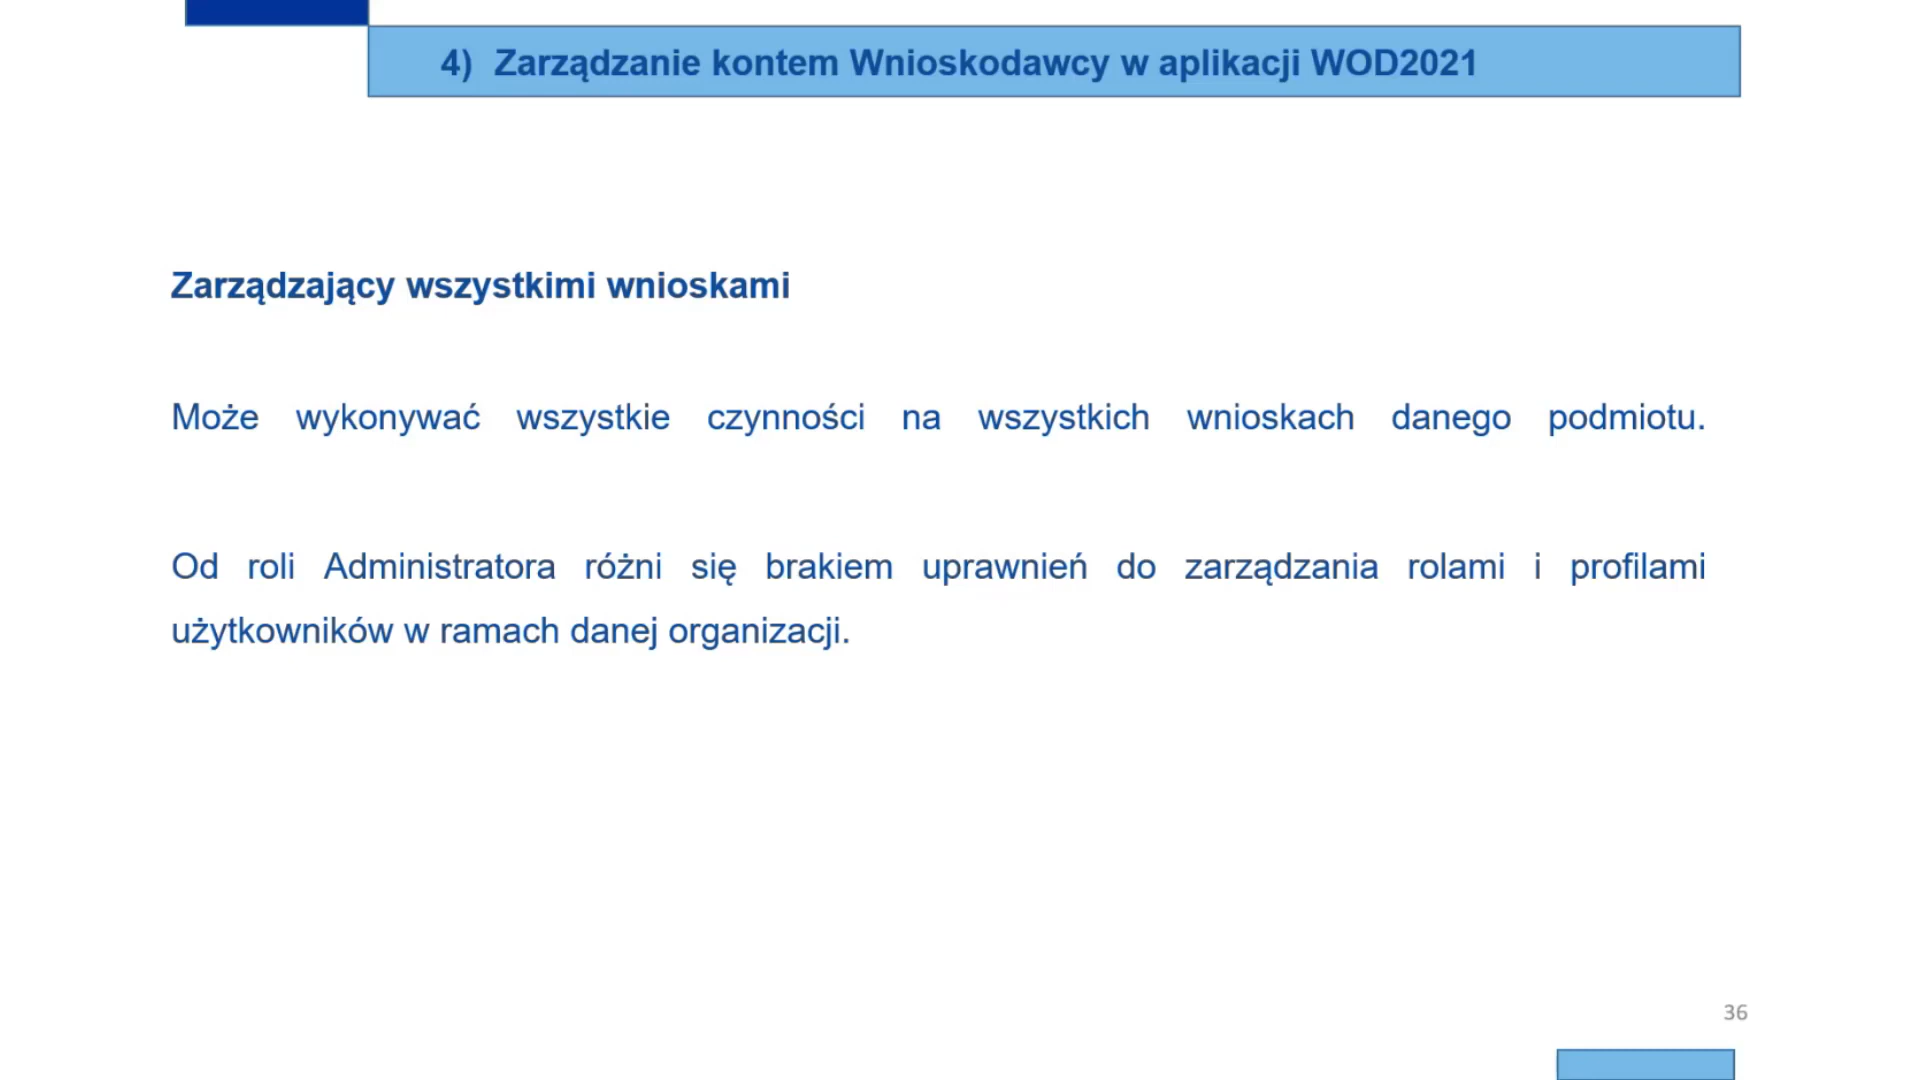 4) Zarządzanie kontem Wnioskodawcy w aplikacji WOD2021
Zarządzający wszystkimi wnioskami
Może wykonywać wszystkie czynności na wszystkich wnioskach danego podmiotu.
Od roli Administratora różni się brakiem uprawnień do zarządzania rolami i profilami
użytkowników w ramach danej organizacji.
36